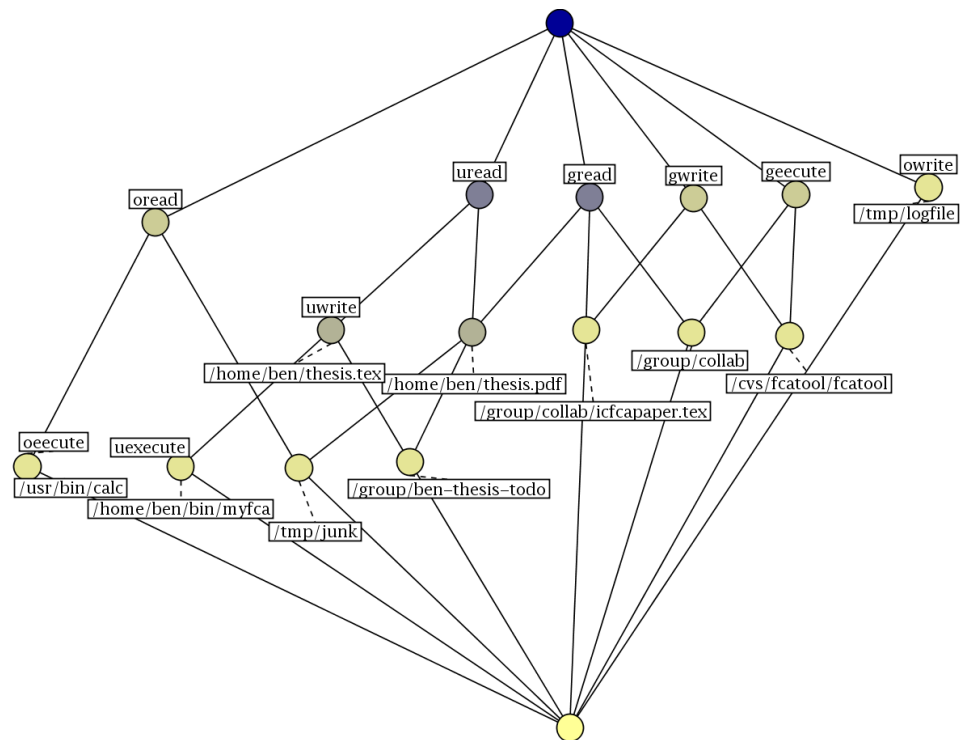 owrite
uread
gread
geecute
gwrite
oread
/tmp/logfile
uwrite
/group/collab
/home/ben/thesis.tex
/home/ben/thesis.pdf
/cvs/fcatool/fcatool
/group/collab/icfcapaper.tex
oeecute
uexecute
/usr/bin/calc
/group/ben-thesis-todo
/home/ben/bin/myfca
/tmp/junk